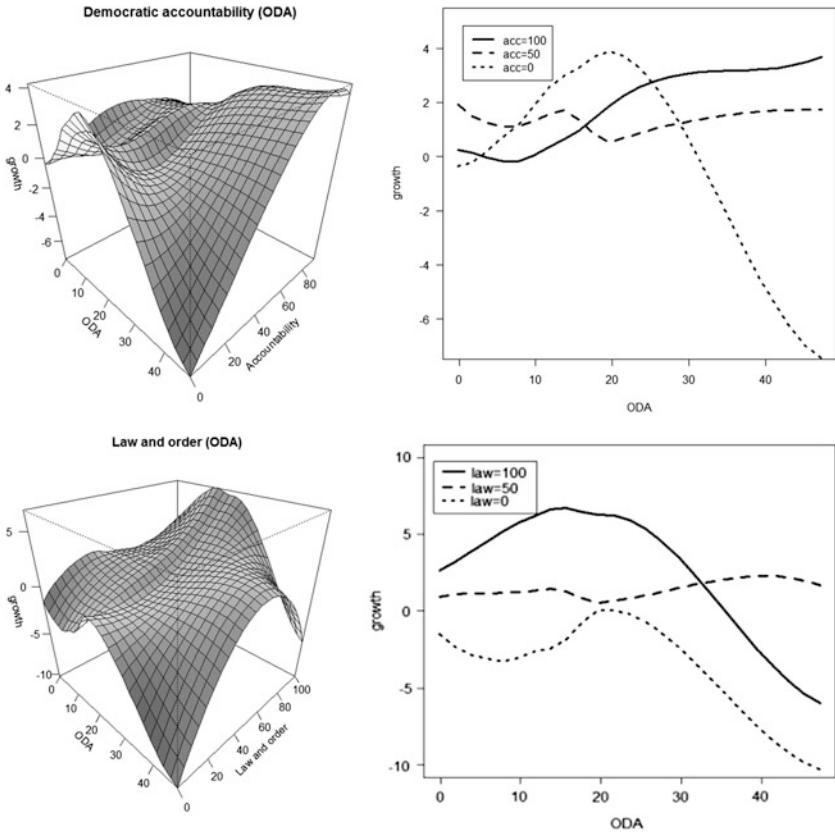 Democratic accountability (ODA)
4
2
0
-2
-4
-6
growth
0
10
20
30
40
ODA
0
20
40
60
80
Accountability
acc=100
acc=50
acc=0
4
2
0
-2
-4
-6
growth
0
10
20
30
40
ODA
Law and order (ODA)
5
0
-5
-10
growth
0
10
20
30
40
ODA
0
20
40
60
80
100
Law and order
law=100
law=50
law=0
10
5
0
-5
-10
growth
0
10
20
30
40
ODA